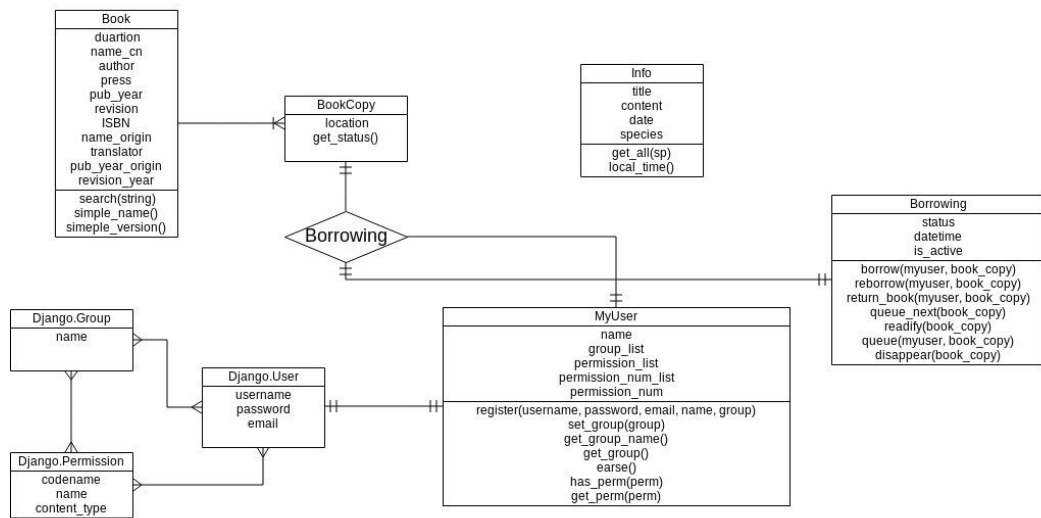 Book
duartion
name_cn
author
press
pub_year
revision
ISBN
name_origin
translator
pub_year_origin
revision_year
search(string)
simple_name()
simeple_version()
BookCopy
location
get_status()
Info
title
content
date
species
get_all(sp)
local_time()
Borrowing
Borrowing
status
datetime
is_active
borrow(myuser, book_copy)
reborrow(myuser, book_copy)
return_book(myuser, book_copy)
queue_next(book_copy)
readify(book_copy)
queue(myuser, book_copy)
disappear(book_copy)
Django.Group
name
Django.User
username
password
email
MyUser
name
group_list
permission_list
permission_num_list
permission_num
register(username, password, email, name, group)
set_group(group)
get_group_name()
get_group()
earse()
has_perm(perm)
get_perm(perm)
Django.Permission
codename
name
content_type